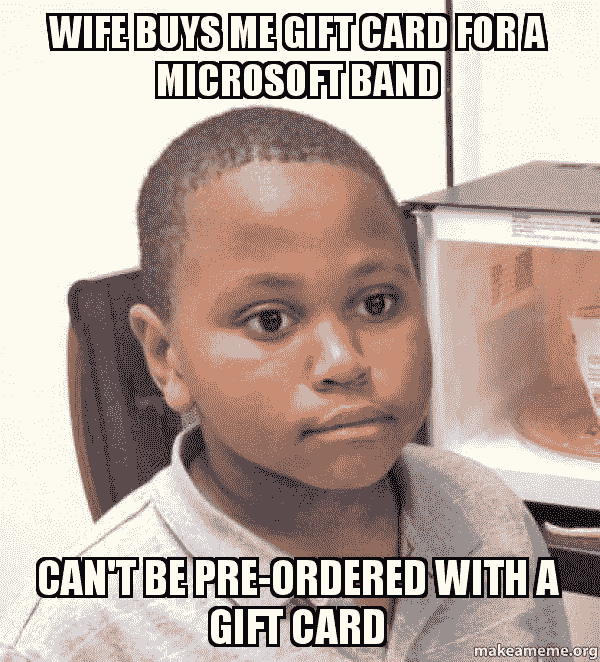 WIFE BUYS ME GIFT CARD FOR A
MICROSOFT BAND
CAN'T BE PRE-ORDERED WITH A
GIFT CARD
makeameme.org